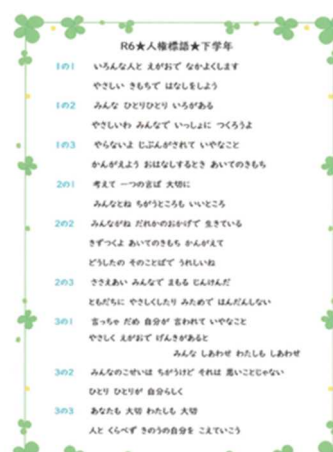 R6★人権標語★下学年
1の1 いろんな人と えがおで なかよくします
やさしい きもちで はなしをしよう
1の2 みんな ひとりひとり いろがある
やさしいわ みんなで いっしょに つくろうよ
1の3 やらないよ じぶんがされて いやなこと
かんがえよう おはなしするとき あいてのきもち
2の1 考えて 一つの言ば 大切に
みんなとね ちがうところも いいところ
2の2 みんながね だれかのおかげで 生きている
きずつくよ あいてのきもち かんがえて
どうしたの そのことばで うれしいね
2の3 ささえあい みんなで まもる じんけんだ
ともだちに やさしくしたり みためで はんだんしない
3の1 言っちゃ だめ 自分が 言われて いやなこと
やさしく えがおで げんきがあると
みんな しあわせ わたしも しあわせ
3の2 みんなのこせいは ちがうけど それは 悪いことじゃない
ひとり ひとりが 自分らしく
3の3 あなたも 大切 わたしも 大切
人と くらべず きのうの自分を こえていこう